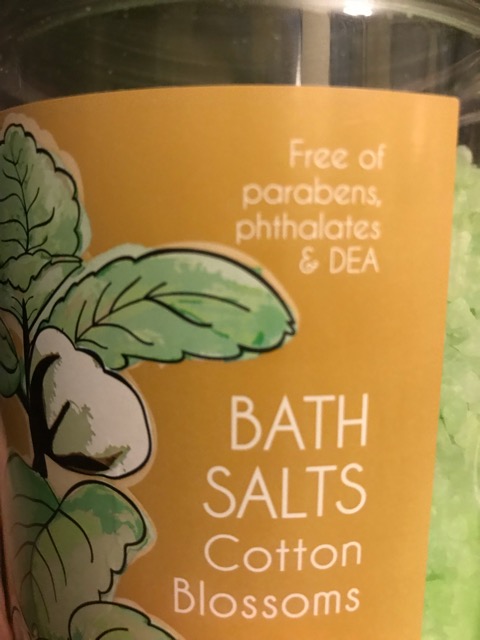 Free of
parabens,
phthalates
& DEA
BATH
SALTS
Cotton
Blossoms